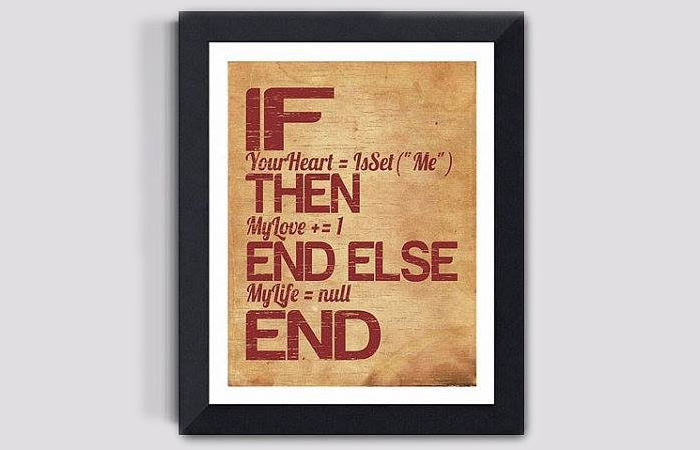 IF
YourHeart = IsSet ("Me")
THEN
MyLove += 1
END ELSE
MyLife = null
END